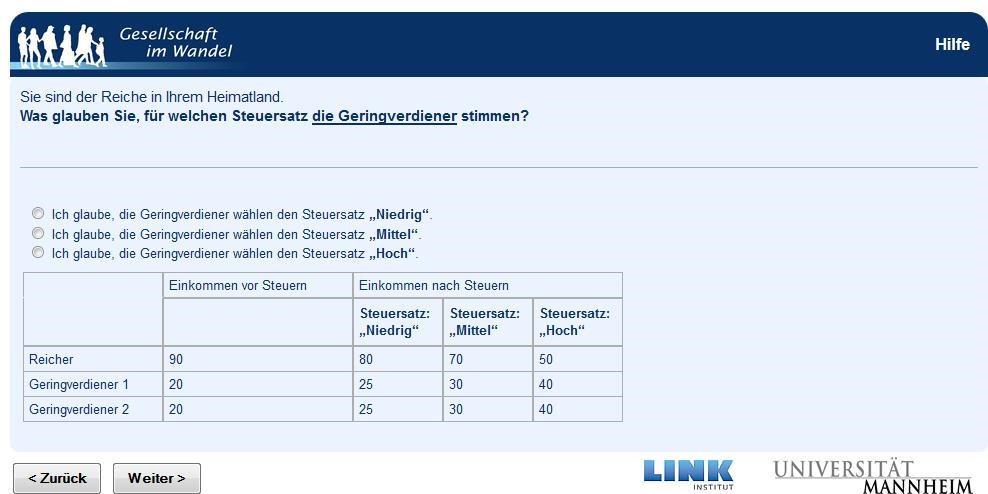 Gesellschaft
im Wandel
Hilfe
Sie sind der Reiche in Ihrem Heimatland.
Was glauben Sie, für welchen Steuersatz die Geringverdiener stimmen?
Ich glaube, die Geringverdiener wählen den Steuersatz „Niedrig“.
Ich glaube, die Geringverdiener wählen den Steuersatz „Mittel“.
Ich glaube, die Geringverdiener wählen den Steuersatz „Hoch“.
Einkommen vor Steuern Einkommen nach Steuern
Steuersatz: Steuersatz: Steuersatz:
„Niedrig“ „Mittel“ „Hoch“
Reicher 90 80 70 50
Geringverdiener 1 20 25 30 40
Geringverdiener 2 20 25 30 40
< Zurück Weiter >
LINK
INSTITUT
UNIVERSITÄT
MANNHEIM